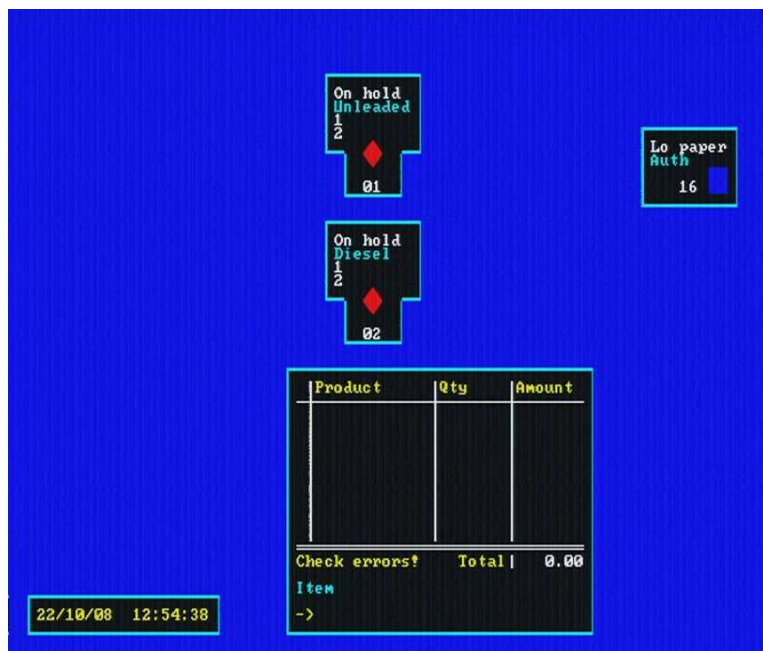 On hold
Unleaded
1
2
01
Lo paper
Auth
16
On hold
Diesel
1
2
02
Product Qty Amount
Check errors! Total 0.00
Item
->
22/10/08 12:54:38